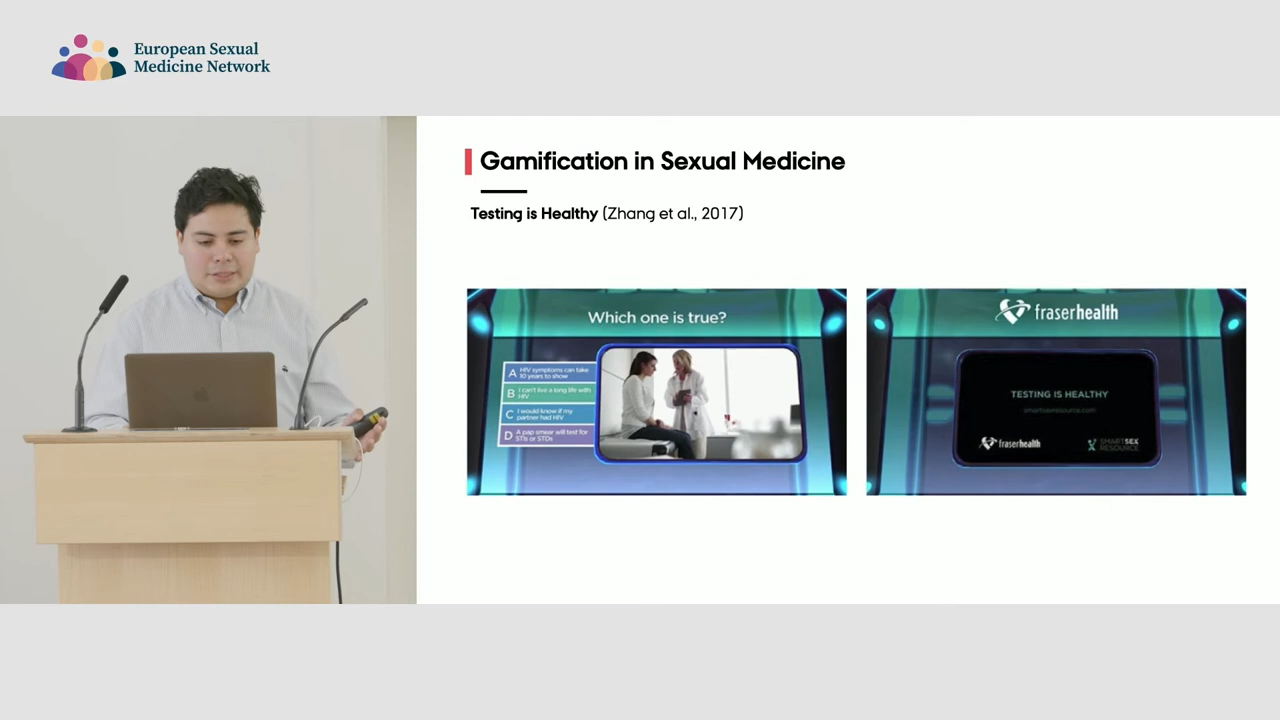 European Sexual
Medicine Network
Gamification in Sexual Medicine
Testing is Healthy (Zhang et al., 2017)
Which one is true?
A HIV symptoms can take
10 years to show
B I can't live a long life with
HIV
C I would know if my
partner had HIV
D A pap smear will test for
STIs or STDs
fraserhealth
TESTING IS HEALTHY
smartsexresource.com
fraserhealth
SMARTSEX
RESOURCE